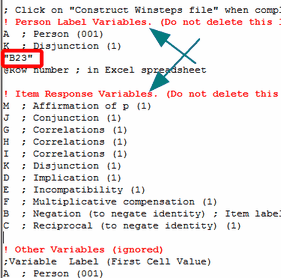 ; Click on "Construct Winsteps file" when compl
! Person Label Variables. (Do not delete this l
A ; Person (001)
K ; Disjunction (1)
"B23"
@Row number ; in Excel spreadsheet
! Item Response Variables. (Do not delete this
M ; Affirmation of p (1)
J ; Conjunction (1)
G ; Correlations (1)
H ; Correlations (1)
I ; Correlations (1)
K ; Disjunction (1)
D ; Implication (1)
E ; Incompatibility (1)
F ; Multiplicative compensation (1)
B ; Negation (to negate identity) ; Item label
C ; Reciprocal (to negate identity) (1)
! Other Variables (ignored)
;Variable Label (First Cell Value)
A ; Person (001)